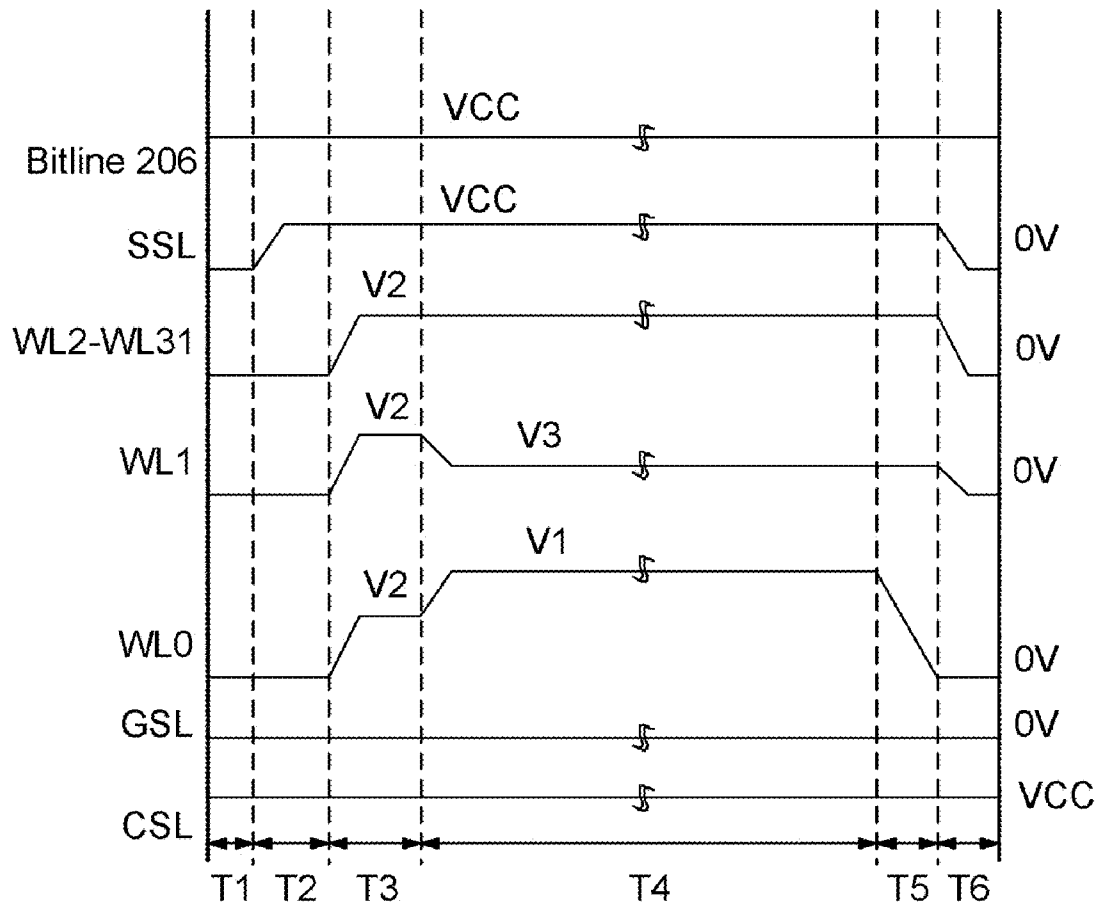 VCC
Bitline 206
VCC
SSL
0V
V2
WL2-WL31
0V
V2
V3
WL1
0V
V1
V2
WL0
0V
GSL
0V
VCC
CSL
T1 T2 T3 T4 T5 T6